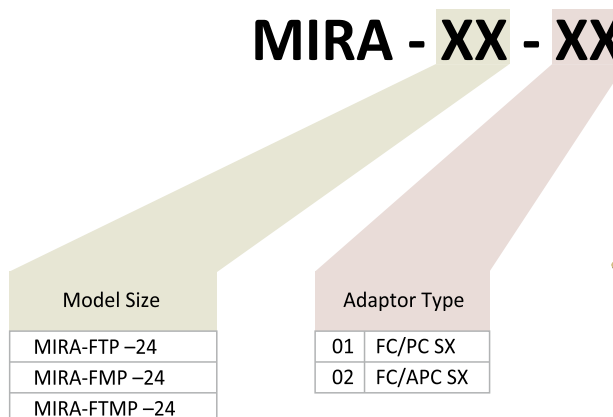 MIRA - XX - XX
Model Size
MIRA-FTP –24
MIRA-FMP –24
MIRA-FTMP –24
Adaptor Type
01 FC/PC SX
02 FC/APC SX